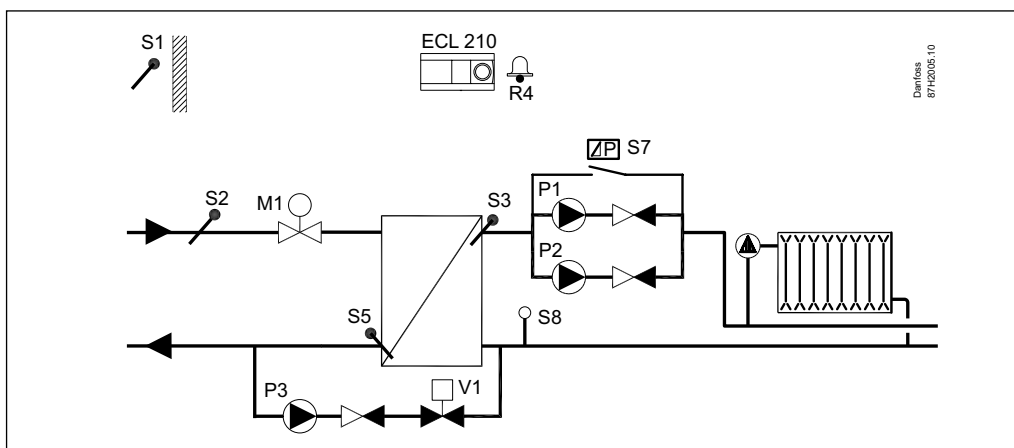 S1
ECL 210
R4
Danfoss
87H2005.10
P S7
S2
M1
S3
P1
P2
S5
S8
P3
V1